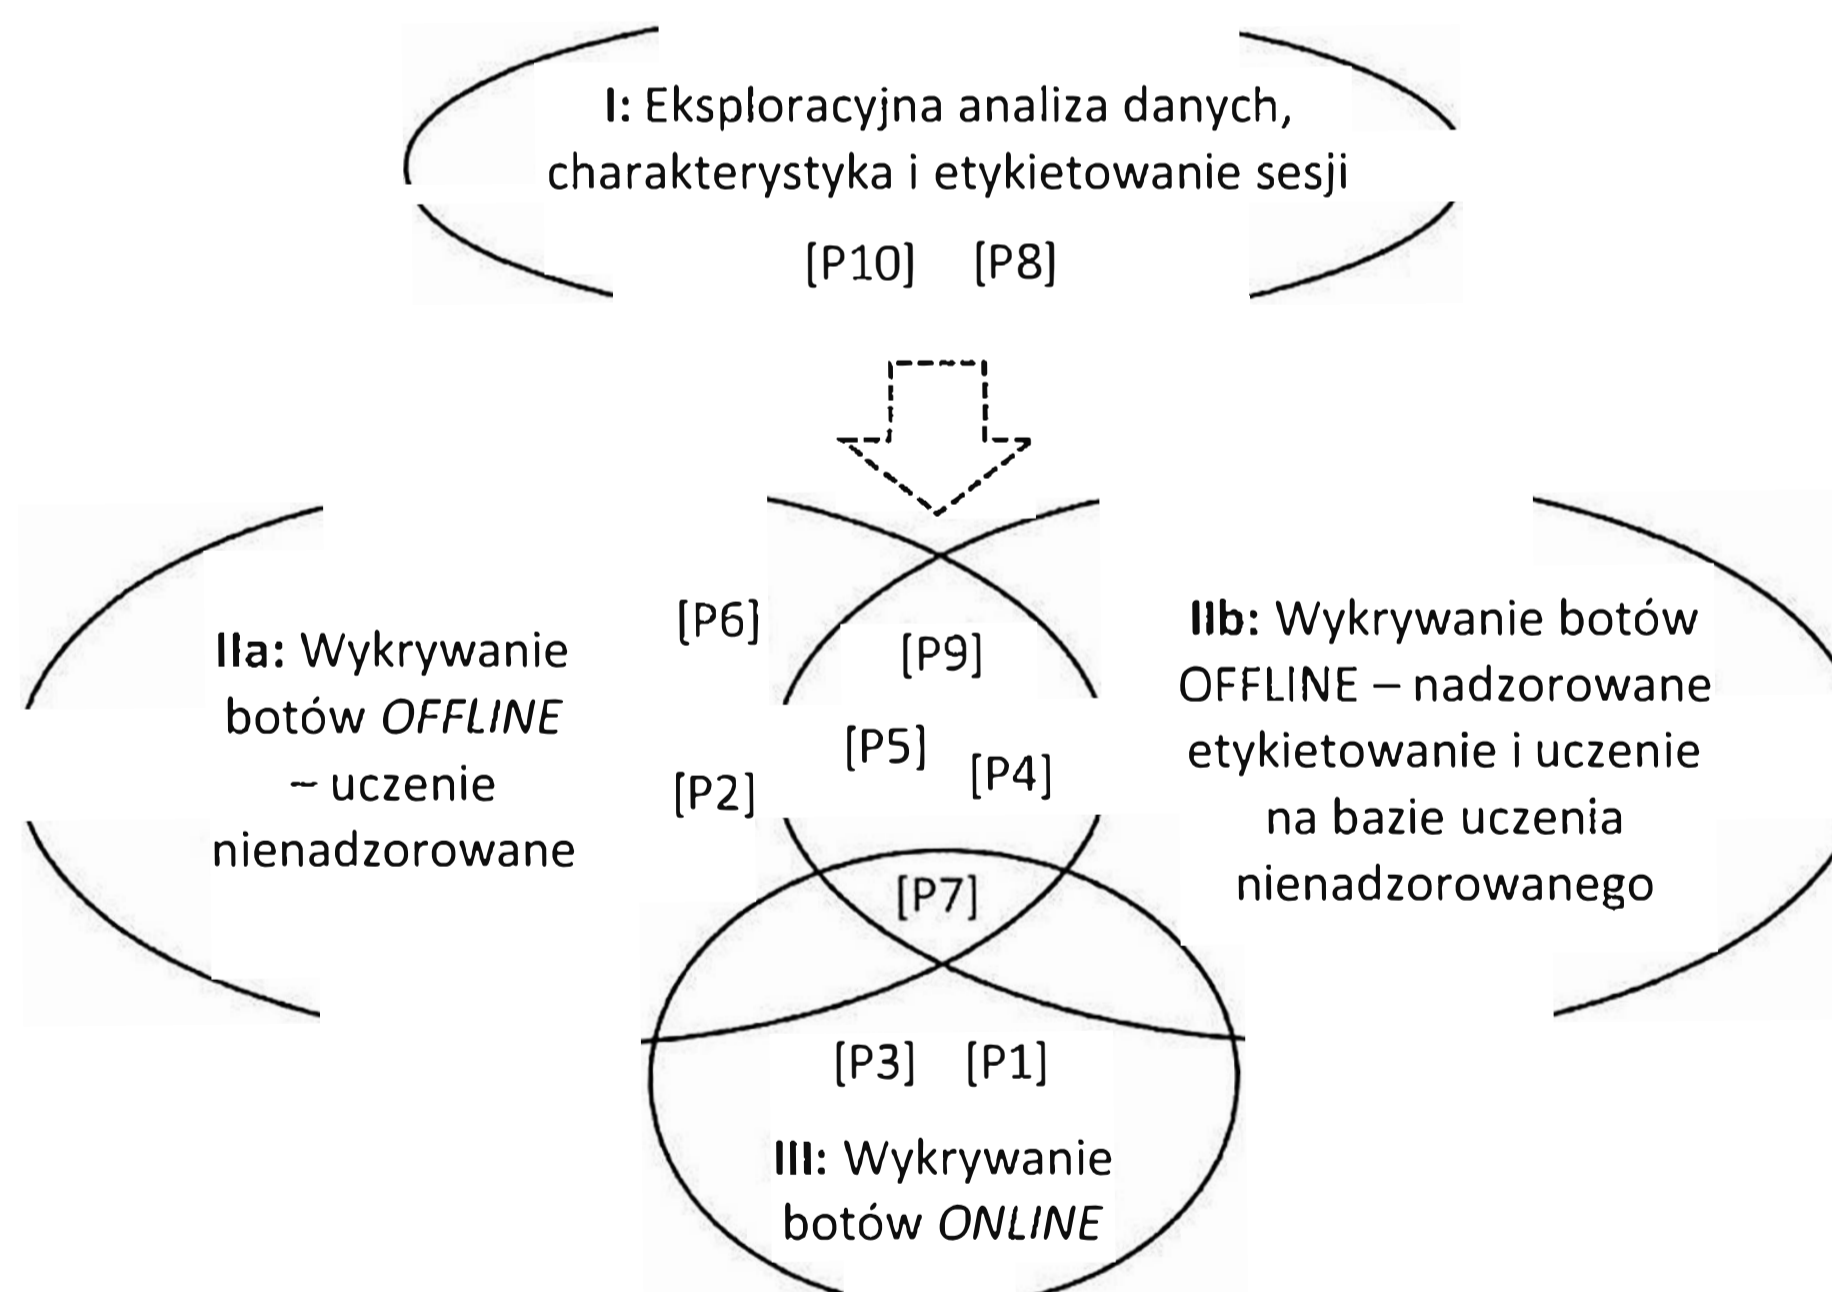 I: Eksploracyjna analiza danych,
charakterystyka i etykietowanie sesji
[P10] [P8]
IIa: Wykrywanie
botów OFFLINE
– uczenie
nienadzorowane
[P6]
[P2]
[P9]
[P5]
[P4]
[P7]
IIb: Wykrywanie botów
OFFLINE – nadzorowane
etykietowanie i uczenie
na bazie uczenia
nienadzorowanego
[P3] [P1]
III: Wykrywanie
botów ONLINE